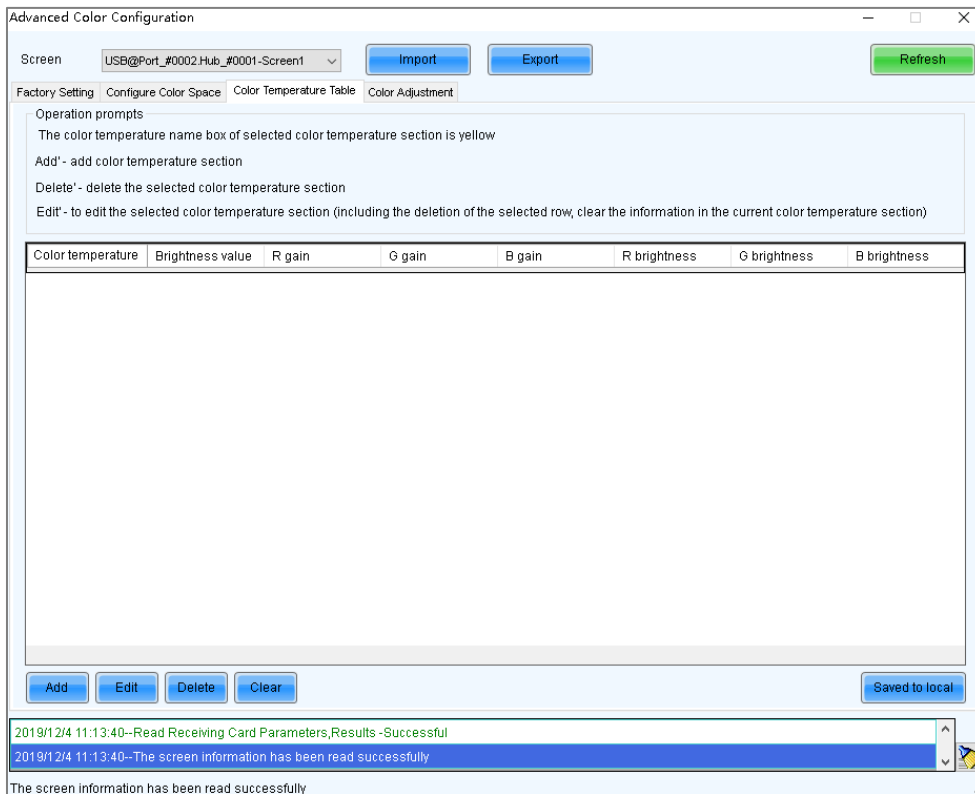 Advanced Color Configuration
Screen USB@Port_#0002.Hub_#0001-Screen1 Import Export Refresh
Factory Setting Configure Color Space Color Temperature Table Color Adjustment
Operation prompts
The color temperature name box of selected color temperature section is yellow
Add' - add color temperature section
Delete' - delete the selected color temperature section
Edit' - to edit the selected color temperature section (including the deletion of the selected row, clear the information in the current color temperature section)
Color temperature Brightness value R gain G gain B gain R brightness G brightness B brightness
Add Edit Delete Clear Saved to local
2019/12/4 11:13:40--Read Receiving Card Parameters,Results -Successful
2019/12/4 11:13:40--The screen information has been read successfully
The screen information has been read successfully